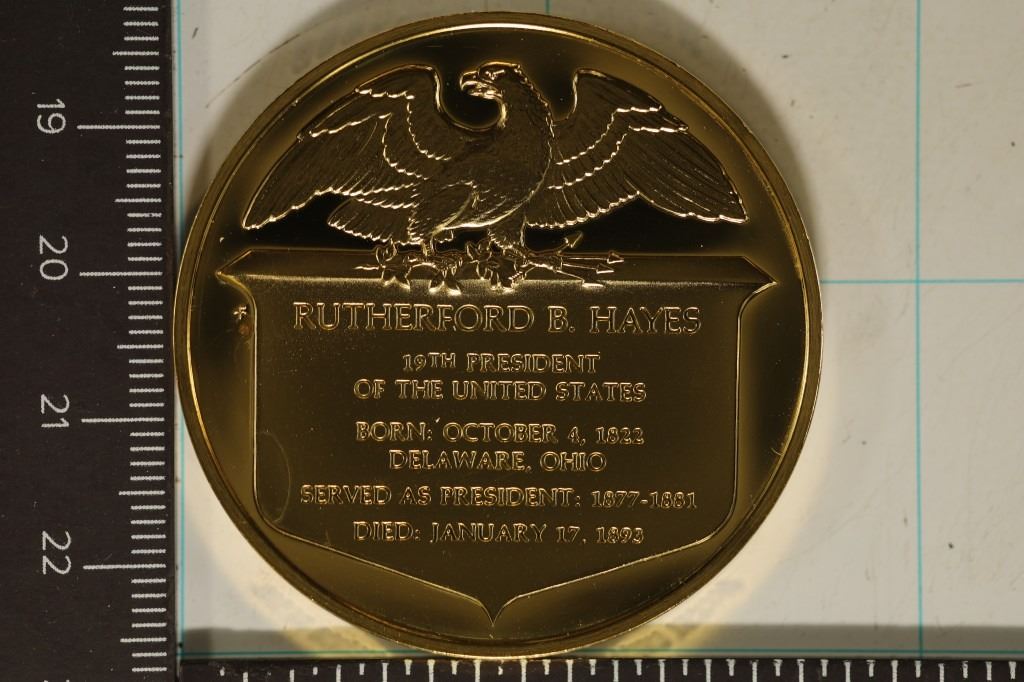 RUTHERFORD B. HAYES
19TH PRESIDENT
OF THE UNITED STATES
BORN: OCTOBER 4, 1822
DELAWARE, OHIO
SERVED AS PRESIDENT: 1877-1881
DIED: JANUARY 17, 1893
19
20
21
22